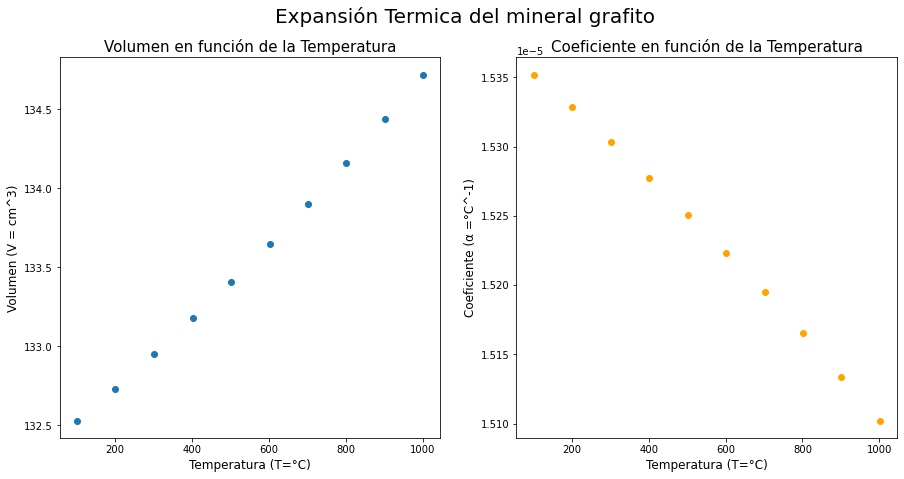 Expansión Termica del mineral grafito
Volumen en función de la Temperatura
Volumen (V = cm^3)
134.5
134.0
133.5
133.0
132.5
200 400 600 800 1000
Temperatura (T=°C)
Coeficiente en función de la Temperatura
1e−5
Coeficiente (α =°C^-1)
1.535
1.530
1.525
1.520
1.515
1.510
200 400 600 800 1000
Temperatura (T=°C)